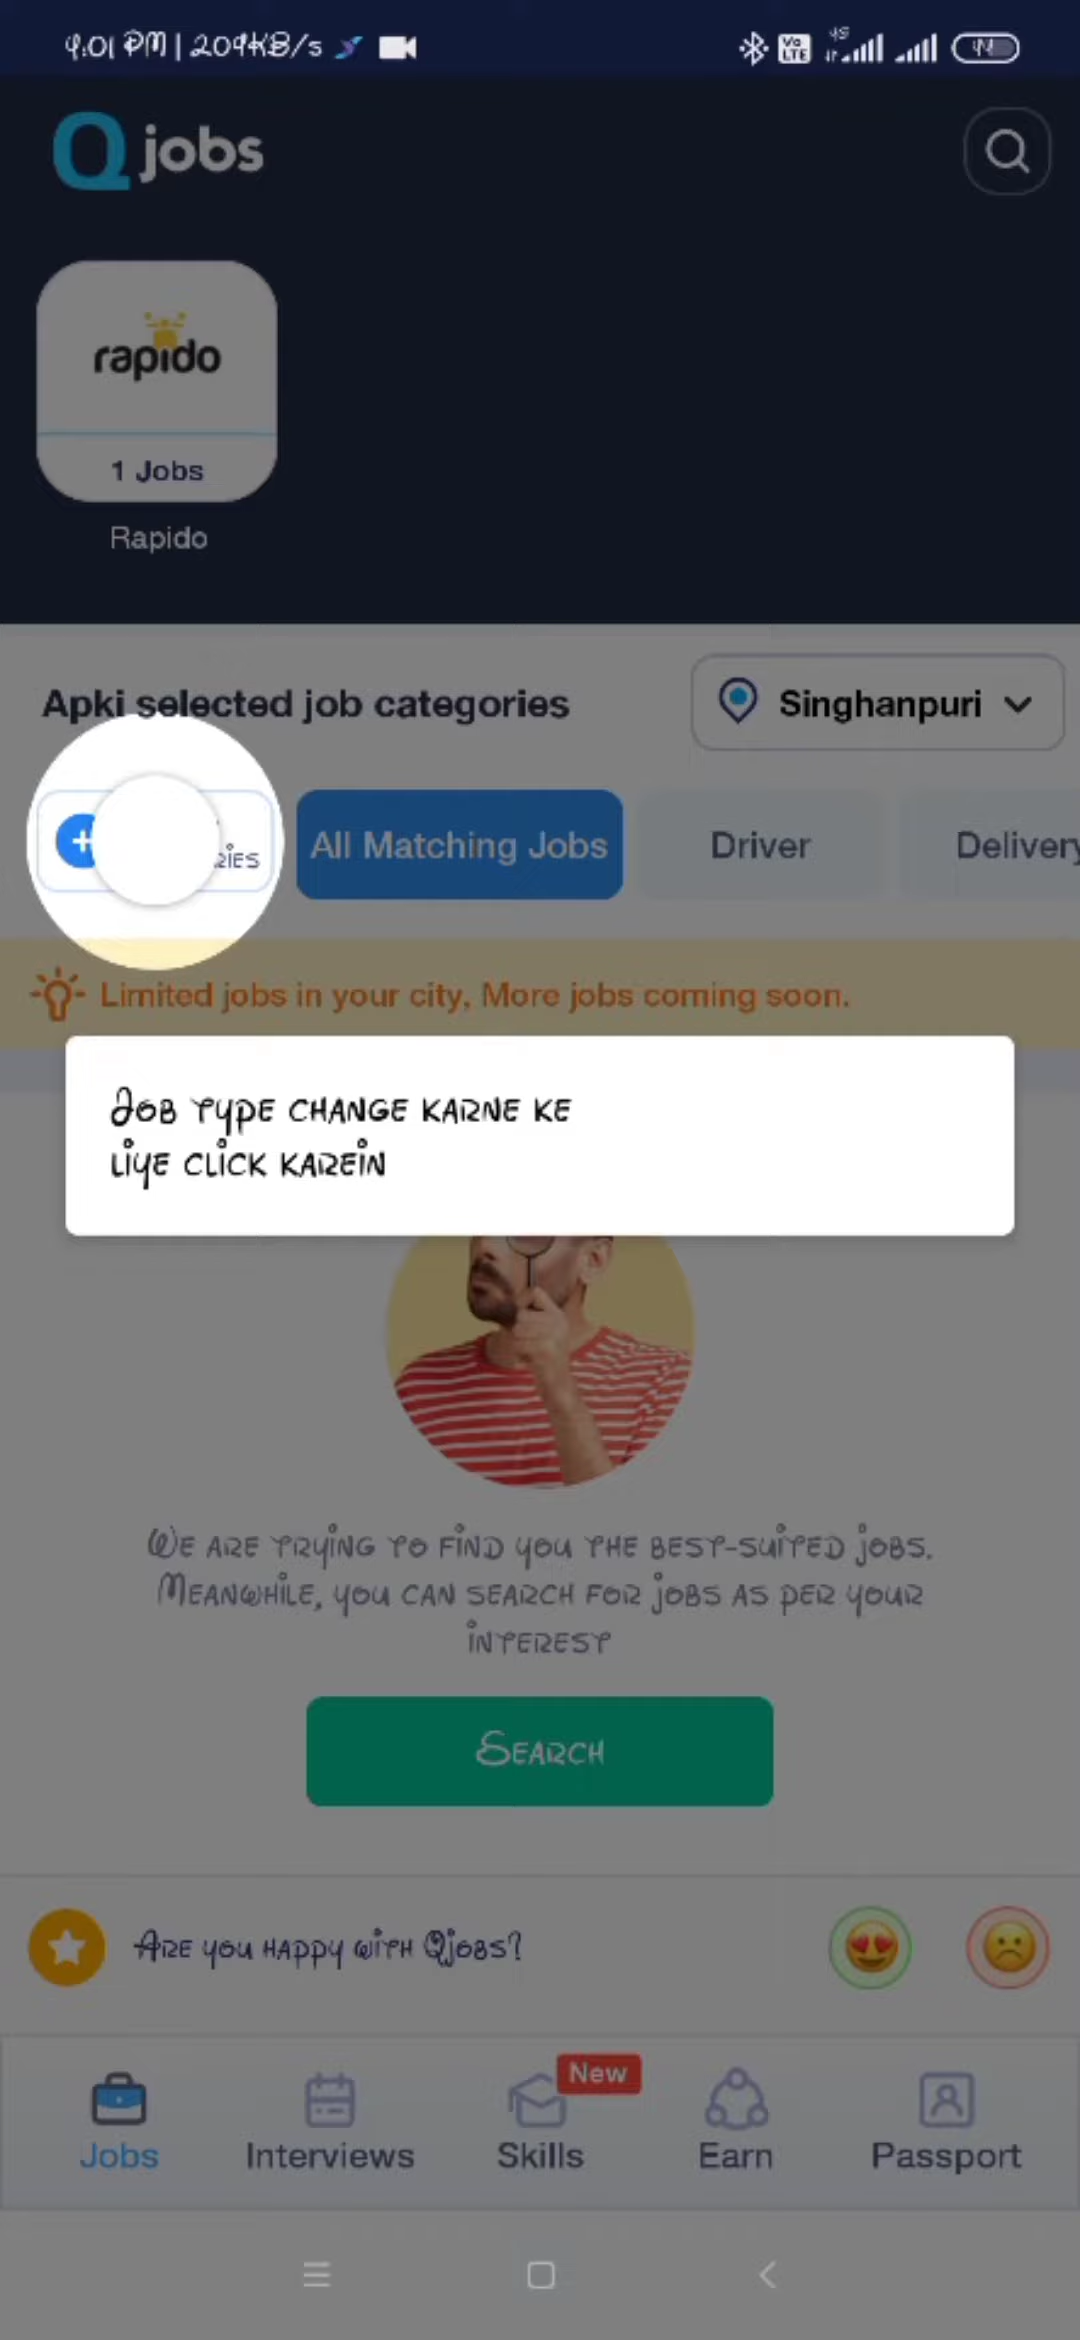 9:01 PM | 209KB/s
Q jobs
rapido
1 Jobs
Rapido
Apki selected job categories
Singhanpuri
All Matching Jobs
Driver
Delivery
Limited jobs in your city, More jobs coming soon.
Job type change karne ke
liye click karein
We are trying to find you the best-suited jobs.
Meanwhile, you can search for jobs as per your
interest
Search
Are you happy with Qjobs?
New
Jobs
Interviews
Skills
Earn
Passport